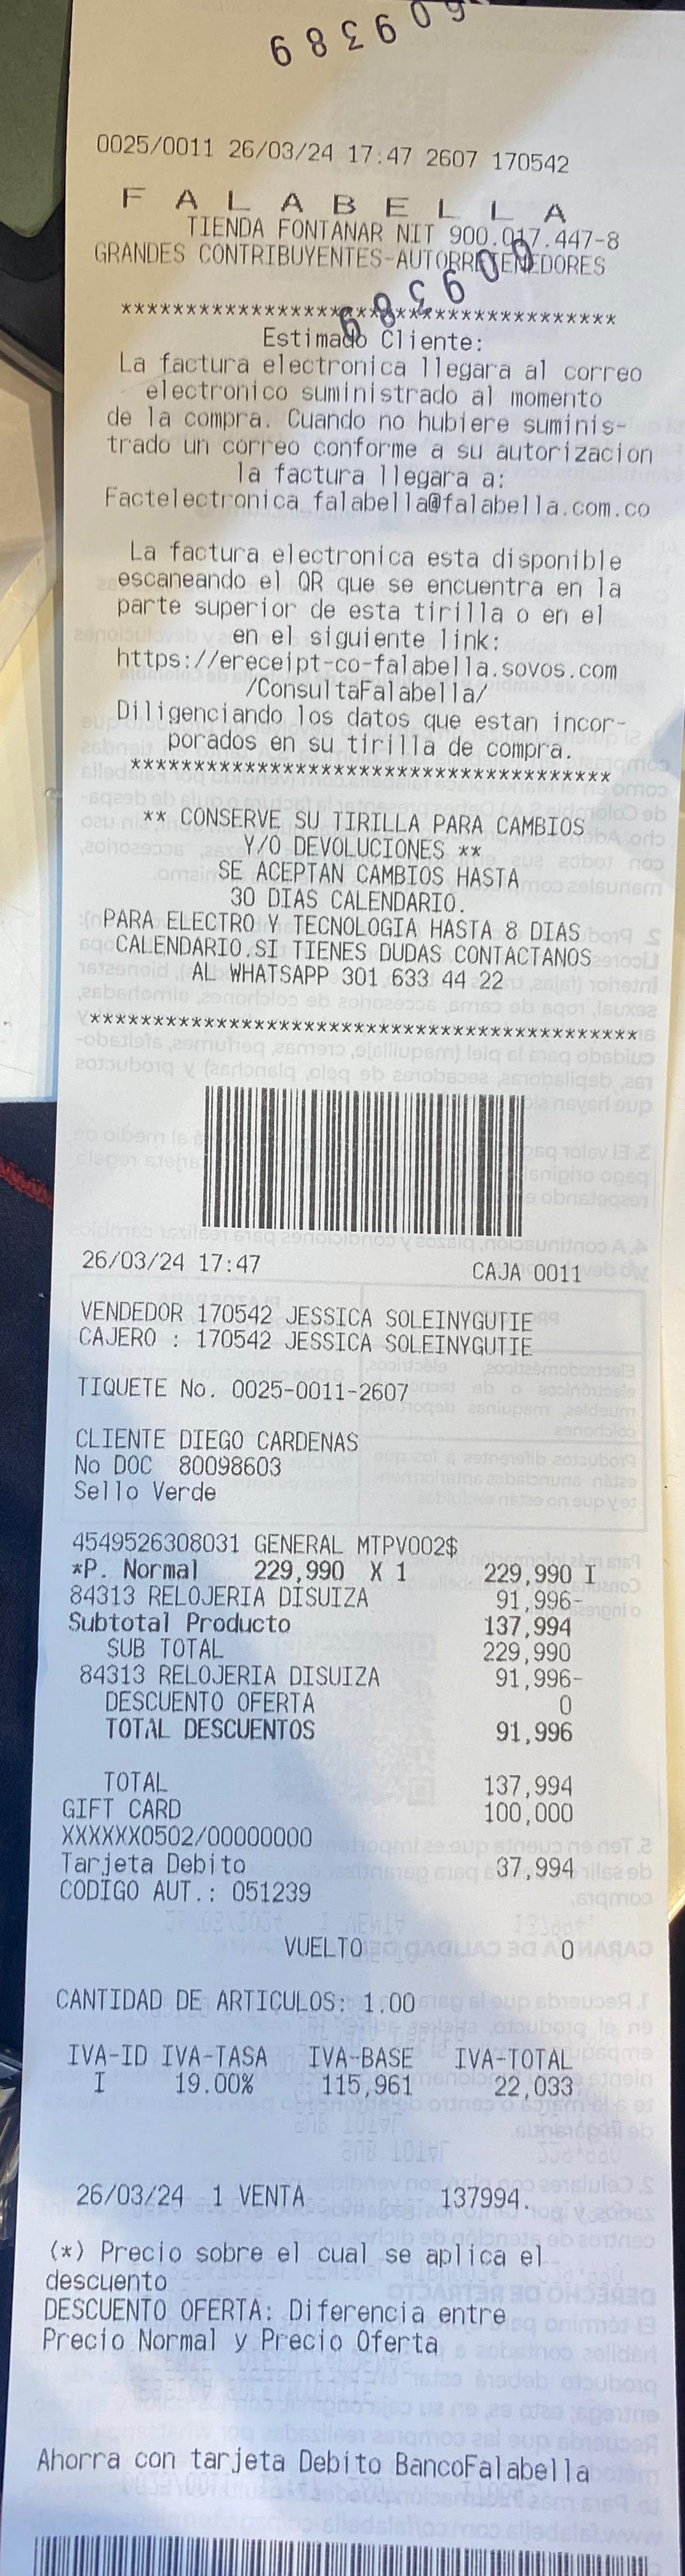 0025/0011 26/03/24 17:47 2607 170542
F A L A B E L L A
TIENDA FONTANAR NIT 900.017.447-8
GRANDES CONTRIBUYENTES-AUTORRETENEDORES
***************************************
Estimado Cliente:
La factura electronica llegara al correo
electronico suministrado al momento
de la compra. Cuando no hubiere suminis-
trado un correo conforme a su autorizacion
la factura llegara a:
Factelectronica_falabella@falabella.com.co
La factura electronica esta disponible
escaneando el QR que se encuentra en la
parte superior de esta tirilla o en el
en el siguiente link:
https://ereceipt-co-falabella.sovos.com
/ConsultaFalabella/
Diligenciando los datos que estan incor-
porados en su tirilla de compra.
**************************************
** CONSERVE SU TIRILLA PARA CAMBIOS
Y/O DEVOLUCIONES **
SE ACEPTAN CAMBIOS HASTA
30 DIAS CALENDARIO.
PARA ELECTRO Y TECNOLOGIA HASTA 8 DIAS
CALENDARIO.SI TIENES DUDAS CONTACTANOS
AL WHATSAPP 301 633 44 22
*******************************************
26/03/24 17:47 CAJA 0011
VENDEDOR 170542 JESSICA SOLEINYGUTIE
CAJERO : 170542 JESSICA SOLEINYGUTIE
TIQUETE No. 0025-0011-2607
CLIENTE DIEGO CARDENAS
No DOC 80098603
Sello Verde
4549526308031 GENERAL MTPV002$
*P. Normal 229,990 X 1 229,990 I
84313 RELOJERIA DISUIZA 91,996-
Subtotal Producto 137,994
SUB TOTAL 229,990
84313 RELOJERIA DISUIZA 91,996-
DESCUENTO OFERTA 0
TOTAL DESCUENTOS 91,996
TOTAL 137,994
GIFT CARD 100,000
XXXXXX0502/00000000
Tarjeta Debito 37,994
CODIGO AUT.: 051239
VUELTO 0
CANTIDAD DE ARTICULOS: 1.00
IVA-ID IVA-TASA IVA-BASE IVA-TOTAL
I 19.00% 115,961 22,033
26/03/24 1 VENTA 137994.
(*) Precio sobre el cual se aplica el
descuento
DESCUENTO OFERTA: Diferencia entre
Precio Normal y Precio Oferta
Ahorra con tarjeta Debito BancoFalabella